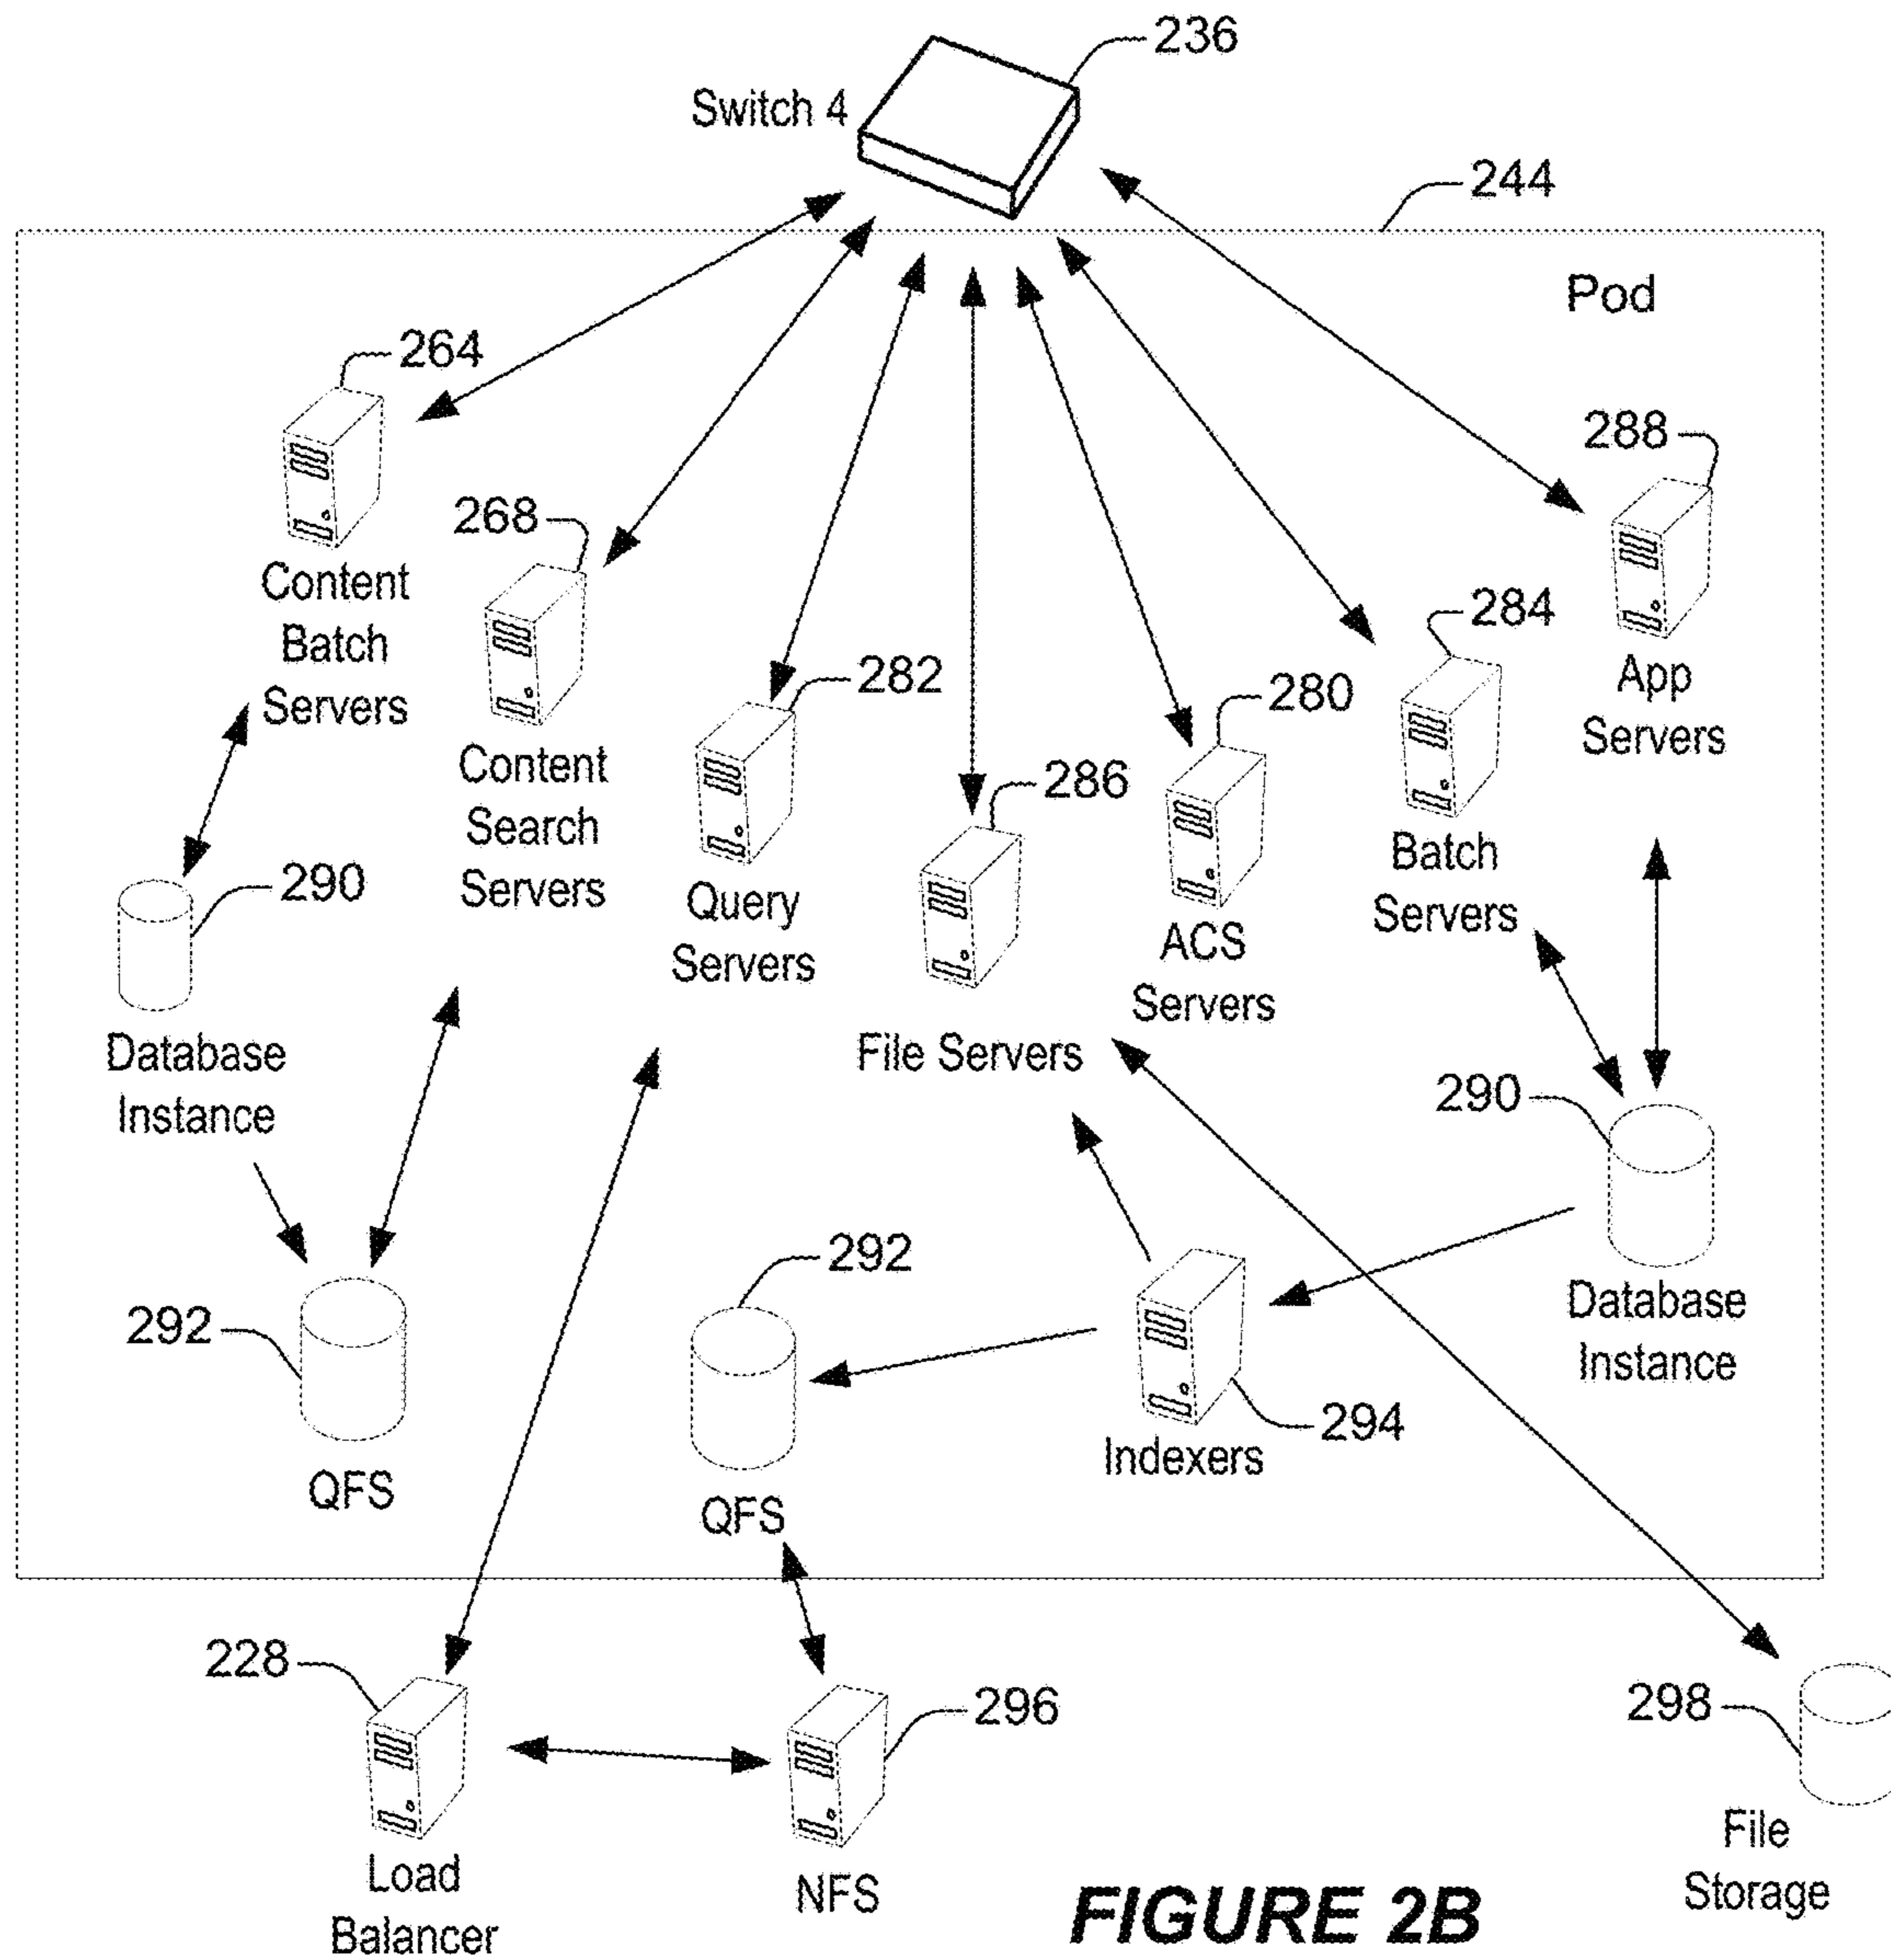 236
Switch 4
244
Pod
264
288
268
Content
Batch
Servers
284
282
280
App
Servers
Content
Search
Servers
286
Batch
Servers
290
Query
Servers
ACS
Servers
Database
Instance
File Servers
290
292
292
Database
Instance
294
Indexers
QFS
QFS
228
296
298
Load
Balancer
NFS
File
Storage
FIGURE 2B